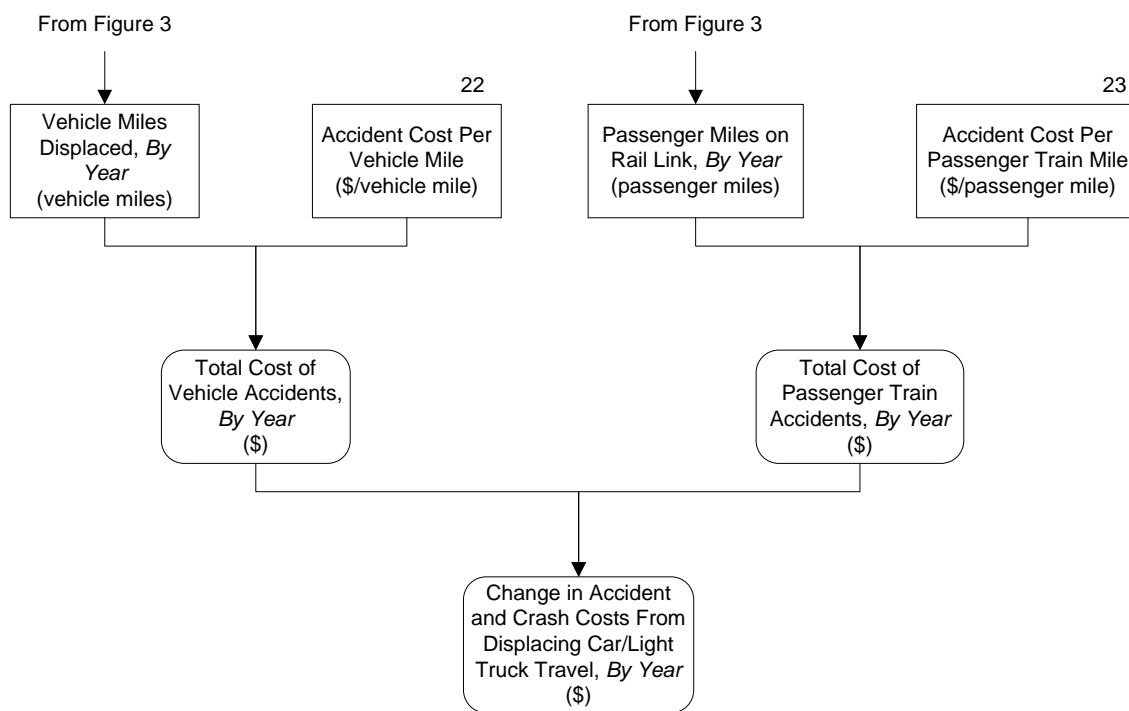 From Figure 3
From Figure 3
22
23
Vehicle Miles
Displaced, By
Year
(vehicle miles)
Accident Cost Per
Vehicle Mile
($/vehicle mile)
Passenger Miles on
Rail Link, By Year
(passenger miles)
Accident Cost Per
Passenger Train Mile
($/passenger mile)
Total Cost of
Vehicle Accidents,
By Year
($)
Total Cost of
Passenger Train
Accidents, By Year
($)
Change in Accident
and Crash Costs From
Displacing Car/Light
Truck Travel, By Year
($)